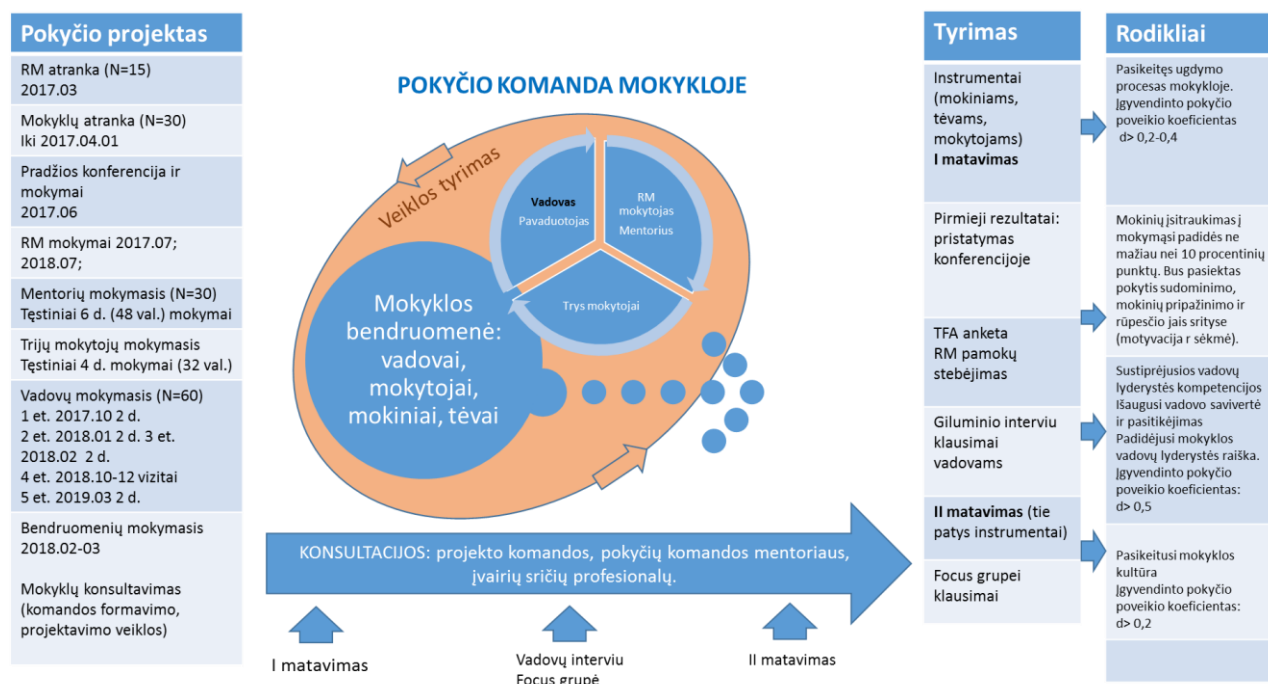 Pokyčio projektas
RM atranka (N=15)
2017.03
Mokyklų atranka (N=30)
Iki 2017.04.01
Pradžios konferencija ir
mokymai
2017.06
RM mokymai 2017.07;
2018.07;
Mentorių mokymasis (N=30)
Tęstiniai 6 d. (48 val.) mokymai
Trijų mokytojų mokymasis
Tęstiniai 4 d. mokymai (32 val.)
Vadovų mokymasis (N=60)
1 et. 2017.10 2 d.
2 et. 2018.01 2 d. 3 et.
2018.02 2 d.
4 et. 2018.10-12 vizitai
5 et. 2019.03 2 d.
Bendruomenių mokymasis
2018.02-03
Mokyklų konsultavimas
(komandos formavimo,
projektavimo veiklos)
POKYČIO KOMANDA MOKYKLOJE
Veiklos tyrimas
Vadovas
Pavaduotojas
RM
mokytojas
Mentorius
Trys mokytojai
Mokyklos
bendruomenė:
vadovai,
mokytojai,
mokiniai, tėvai
KONSULTACIJOS: projekto komandos, pokyčių komandos mentoriaus,
įvairių sričių profesionalų.
I matavimas
Vadovų interviu
Focus grupė
II matavimas
Tyrimas
Instrumentai
(mokiniams,
tėvams,
mokytojams)
I matavimas
Pirmieji rezultatai:
pristatymas
konferencijoje
TFA anketa
RM pamokų
stebėjimas
Giluminio interviu
klausimai
vadovams
II matavimas (tie
patys instrumentai)
Focus grupei
klausimai
Rodikliai
Pasikeitęs ugdymo
procesas mokykloje.
Įgyvendinto pokyčio
poveikio koeficientas
d> 0,2-0,4
Mokinių įsitraukimas į
mokymąsi padidės ne
mažiau nei 10 procentinių
punktų. Bus pasiektas
pokytis sudominimo,
mokinių pripažinimo ir
rūpesčio jais srityse
(motyvacija r sėkmė).
Sustiprėjusios vadovų
lyderystės kompetencijos
Išaugusi vadovo savivertė
ir pasitikėjimas
Padidėjusi mokyklos
vadovų lyderystės raiška.
Įgyvendinto pokyčio
poveikio koeficientas:
d> 0,5
Pasikeitusi mokyklos
kultūra
Įgyvendinto pokyčio
poveikio koeficientas:
d> 0,2